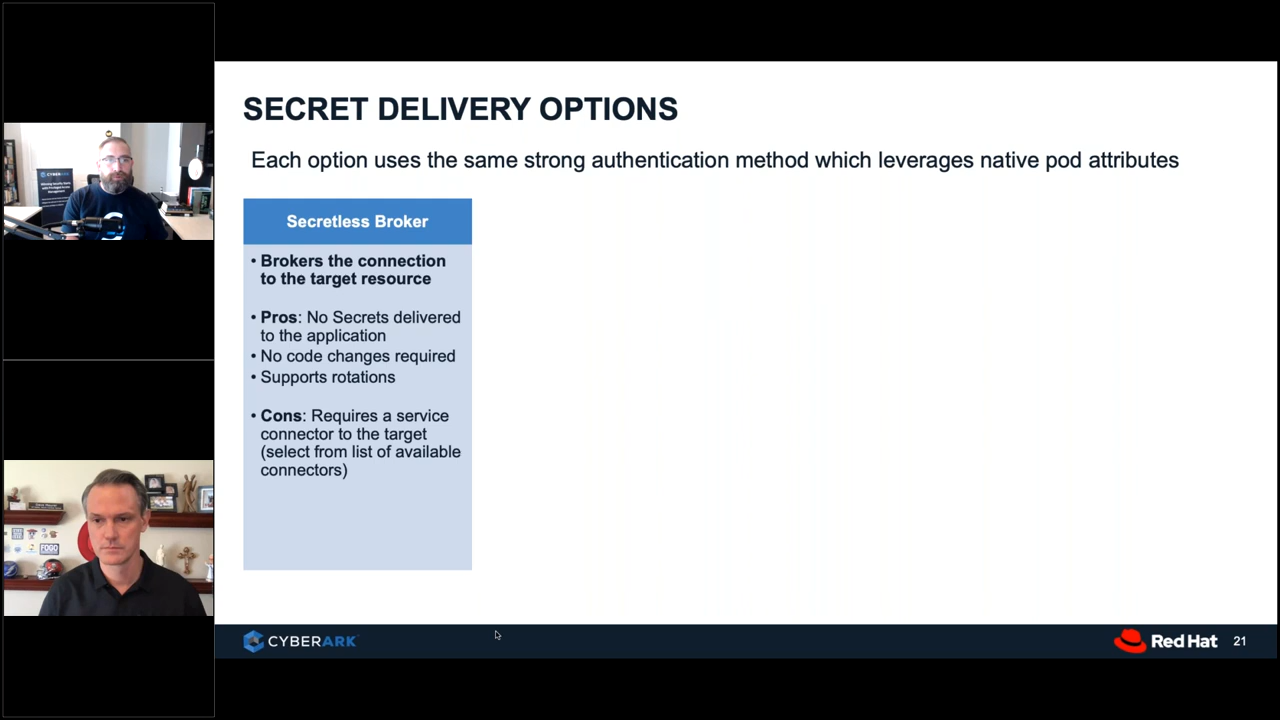 SECRET DELIVERY OPTIONS
Each option uses the same strong authentication method which leverages native pod attributes
Secretless Broker
• Brokers the connection
to the target resource
• Pros: No Secrets delivered
to the application
• No code changes required
• Supports rotations
• Cons: Requires a service
connector to the target
(select from list of available
connectors)
CYBERARK
Red Hat
21
CYBERARK
FOGO